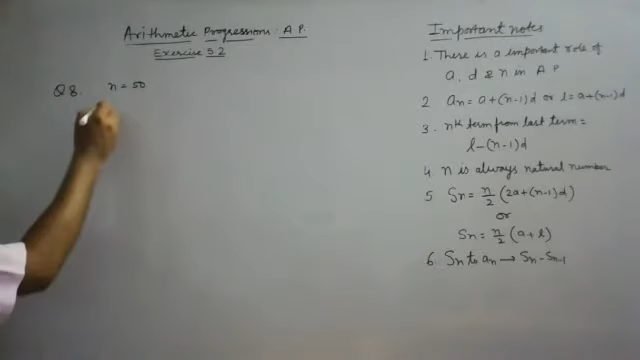 Arithmetic Progressions: A.P.
Exercise 5.2
Q 8. n = 50
Important notes
1. There is a important role of
a, d & n in A P
2 an = a + (n-1)d or l = a+(n-1)d
3. nth term from last term =
l - (n-1)d
4. n is always natural number
5 Sn = n/2 (2a + (n-1)d)
or
Sn = n/2 (a + l)
6. Sn to an → Sn - Sn-1